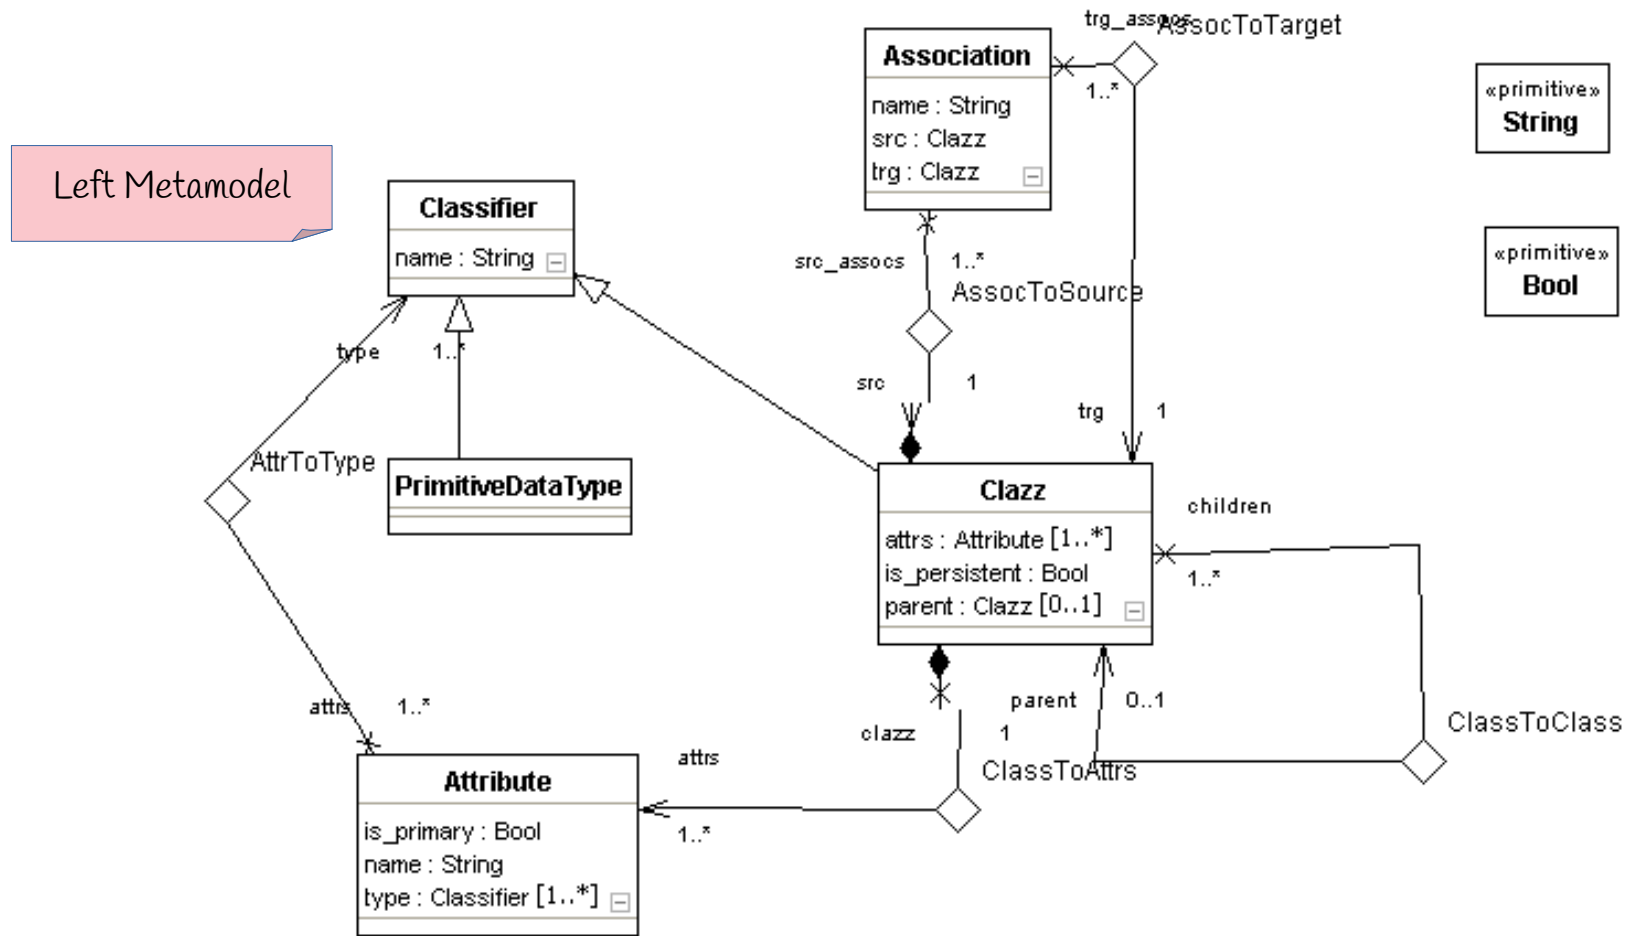 trg_assocs
AssocToTarget
Association
name : String
src : Clazz
trg : Clazz
1..*
«primitive»
String
Left Metamodel
Classifier
name : String
«primitive»
Bool
src_assocs
1..*
AssocToSource
type
1..*
src
1
trg
1
AttrToType
PrimitiveDataType
Clazz
attrs : Attribute [1..*]
is_persistent : Bool
parent : Clazz [0..1]
children
1..*
attrs
1..*
parent
0..1
ClassToClass
clazz
1
ClassToAttrs
attrs
1..*
Attribute
is_primary : Bool
name : String
type : Classifier [1..*]